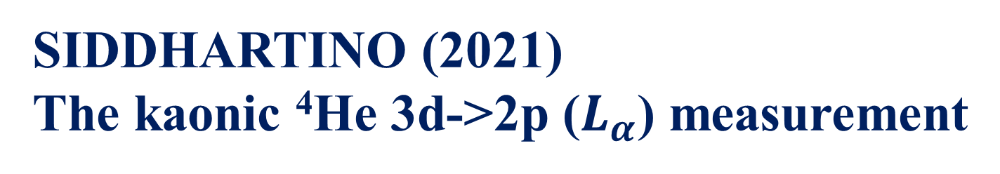 SIDDHARTINO (2021)
The kaonic ⁴He 3d->2p (Lα) measurement